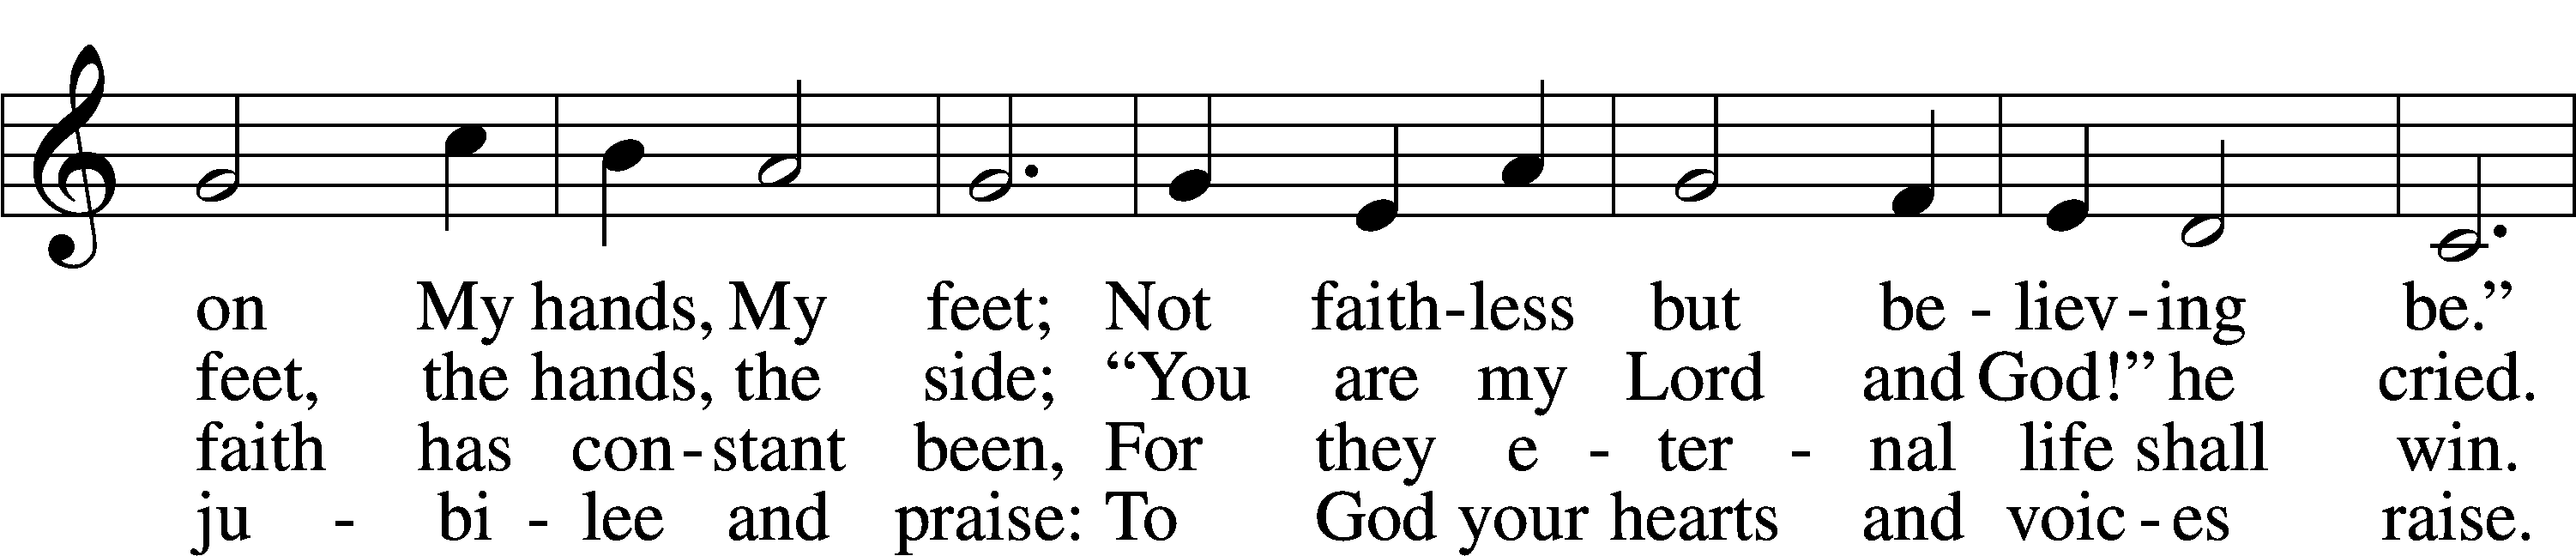 on My hands, My feet; Not faith-less but be - liev-ing be.”
feet, the hands, the side; “You are my Lord and God!” he cried.
faith has con-stant been, For they e - ter - nal life shall win.
ju - bi - lee and praise: To God your hearts and voic - es raise.